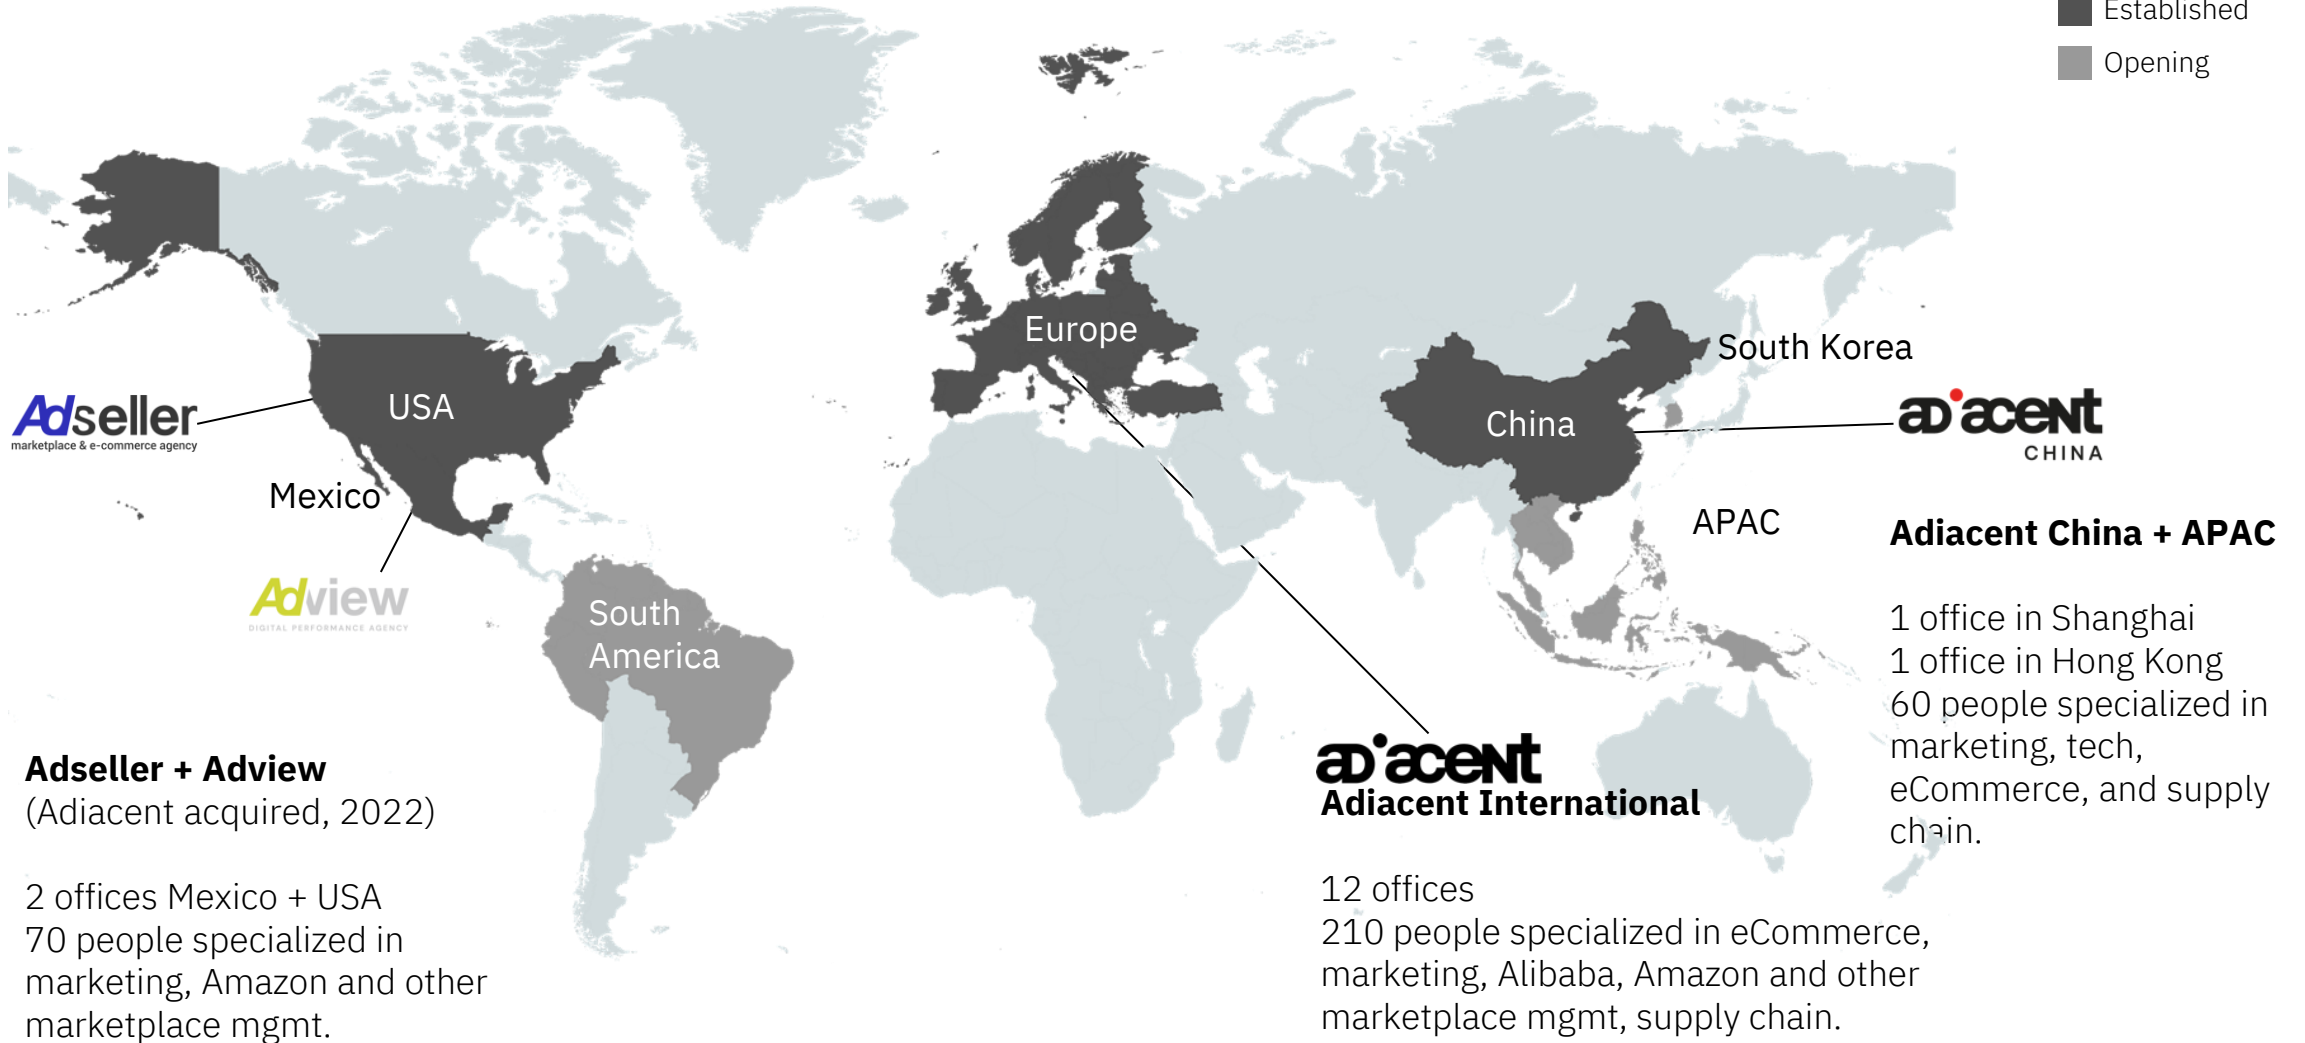 Established
Opening
Europe
South Korea
USA
China
Adseller
marketplace & e-commerce agency
adiacent
CHINA
Mexico
APAC
Adview
DIGITAL PERFORMANCE AGENCY
South
America
Adiacent China + APAC
1 office in Shanghai
1 office in Hong Kong
60 people specialized in
marketing, tech,
eCommerce, and supply
chain.
Adseller + Adview
(Adiacent acquired, 2022)
2 offices Mexico + USA
70 people specialized in
marketing, Amazon and other
marketplace mgmt.
adiacent
Adiacent International
12 offices
210 people specialized in eCommerce,
marketing, Alibaba, Amazon and other
marketplace mgmt, supply chain.